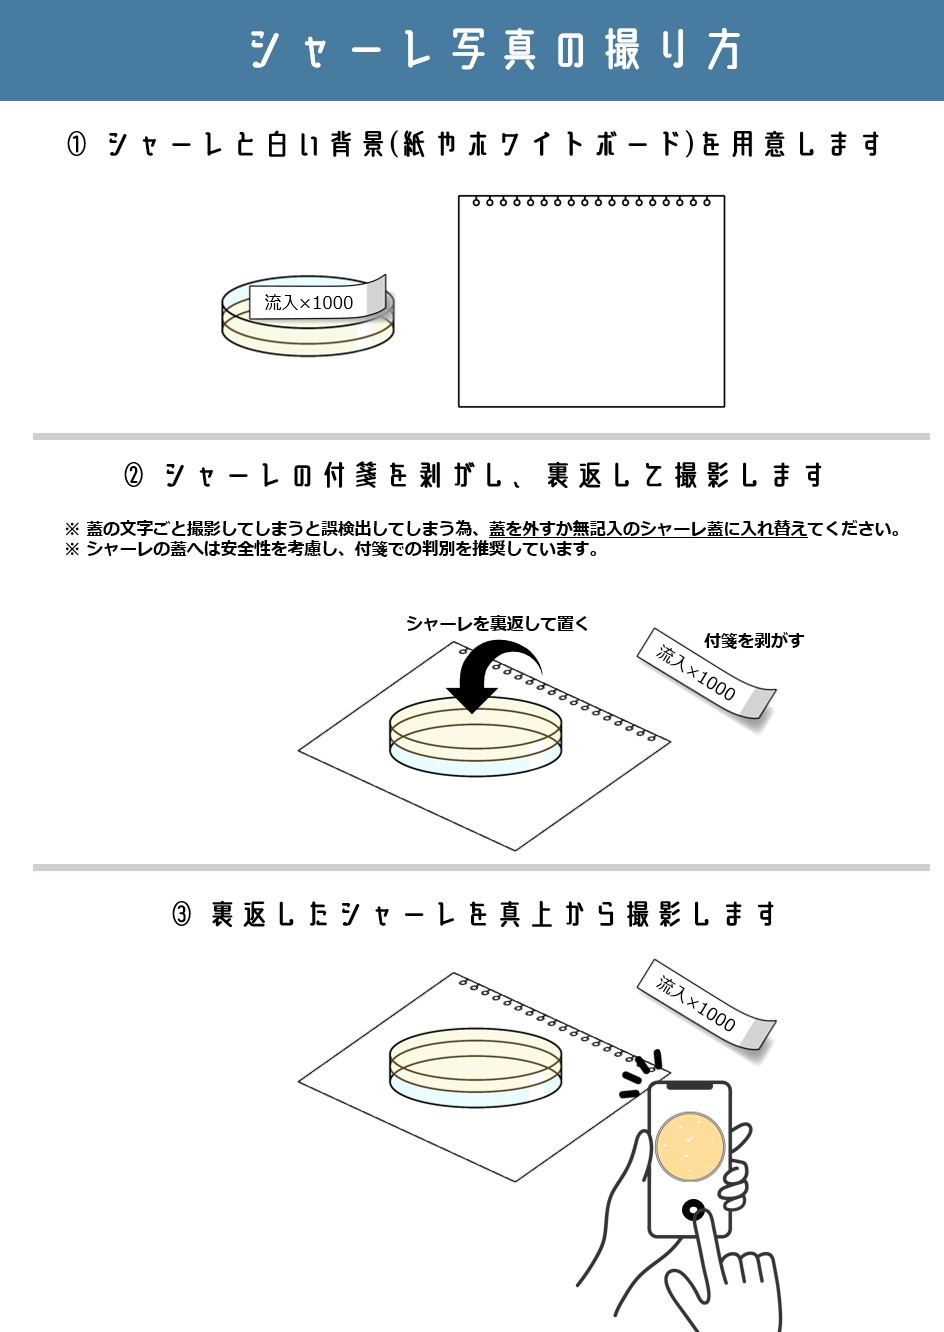 シャーレ写真の撮り方
① シャーレと白い背景(紙やホワイトボード)を用意します
流入×1000
② シャーレの付箋を剥がし、裏返して撮影します
※ 蓋の文字ごと撮影してしまうと誤検出してしまう為、蓋を外すか無記入のシャーレ蓋に入れ替えてください。
※ シャーレの蓋へは安全性を考慮し、付箋での判別を推奨しています。
シャーレを裏返して置く
付箋を剥がす
流入×1000
③ 裏返したシャーレを真上から撮影します
流入×1000